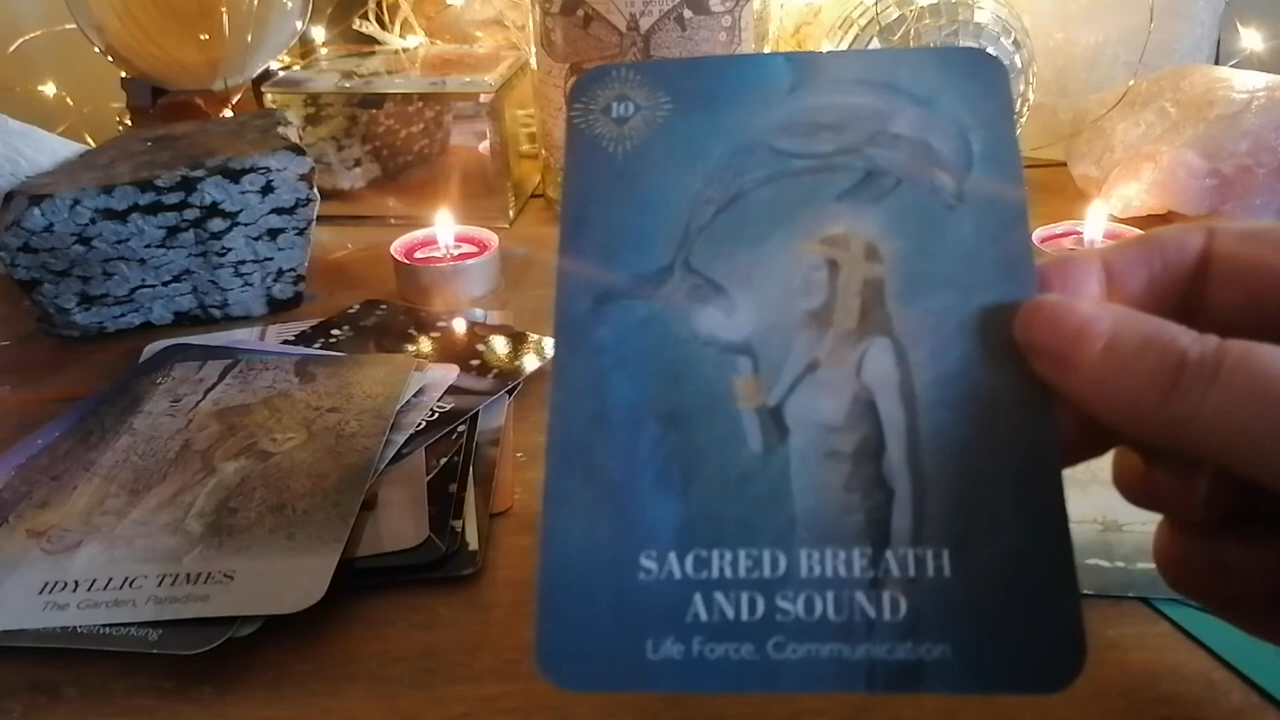 10
SACRED BREATH
AND SOUND
Life Force, Communication
IDYLLIC TIMES
The Garden, Paradise
Networking